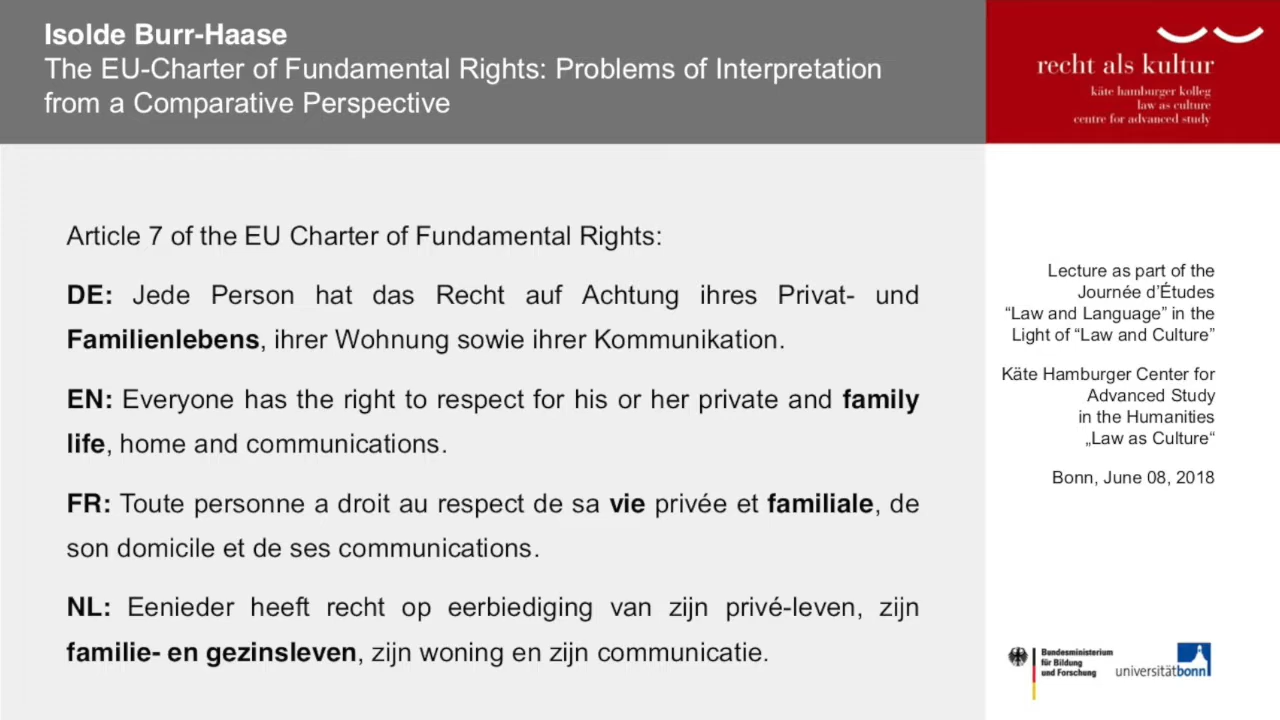 Isolde Burr-Haase
The EU-Charter of Fundamental Rights: Problems of Interpretation
from a Comparative Perspective
recht als kultur
käte hamburger kolleg
law as culture
centre for advanced study
Article 7 of the EU Charter of Fundamental Rights:
DE: Jede Person hat das Recht auf Achtung ihres Privat- und
Familienlebens, ihrer Wohnung sowie ihrer Kommunikation.
EN: Everyone has the right to respect for his or her private and family
life, home and communications.
FR: Toute personne a droit au respect de sa vie privée et familiale, de
son domicile et de ses communications.
NL: Eenieder heeft recht op eerbiediging van zijn privé-leven, zijn
familie- en gezinsleven, zijn woning en zijn communicatie.
Lecture as part of the
Journée d'Études
“Law and Language” in the
Light of “Law and Culture”
Käte Hamburger Center for
Advanced Study
in the Humanities
„Law as Culture“
Bonn, June 08, 2018
Bundesministerium
für Bildung
und Forschung
universitätbonn